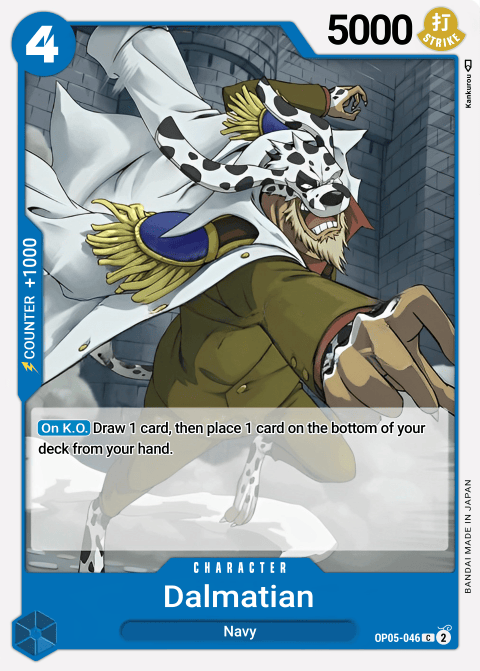 4
5000
打
STRIKE
Kankurou
COUNTER +1000
On K.O. Draw 1 card, then place 1 card on the bottom of your
deck from your hand.
BANDAI MADE IN JAPAN
CHARACTER
Dalmatian
Navy
OP05-046 C 2